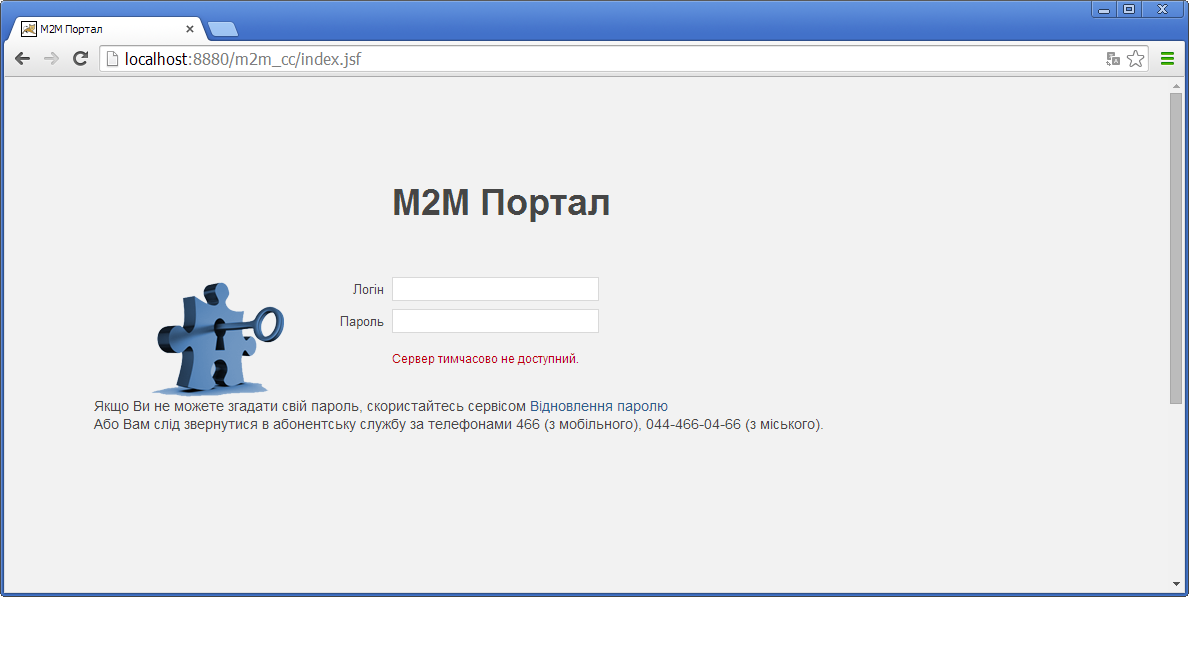 М2М Портал
localhost:8880/m2m_cc/index.jsf
М2М Портал
Логін
Пароль
Сервер тимчасово не доступний.
Якщо Ви не можете згадати свій пароль, скористайтесь сервісом Відновлення паролю
Або Вам слід звернутися в абонентську службу за телефонами 466 (з мобільного), 044-466-04-66 (з міського).